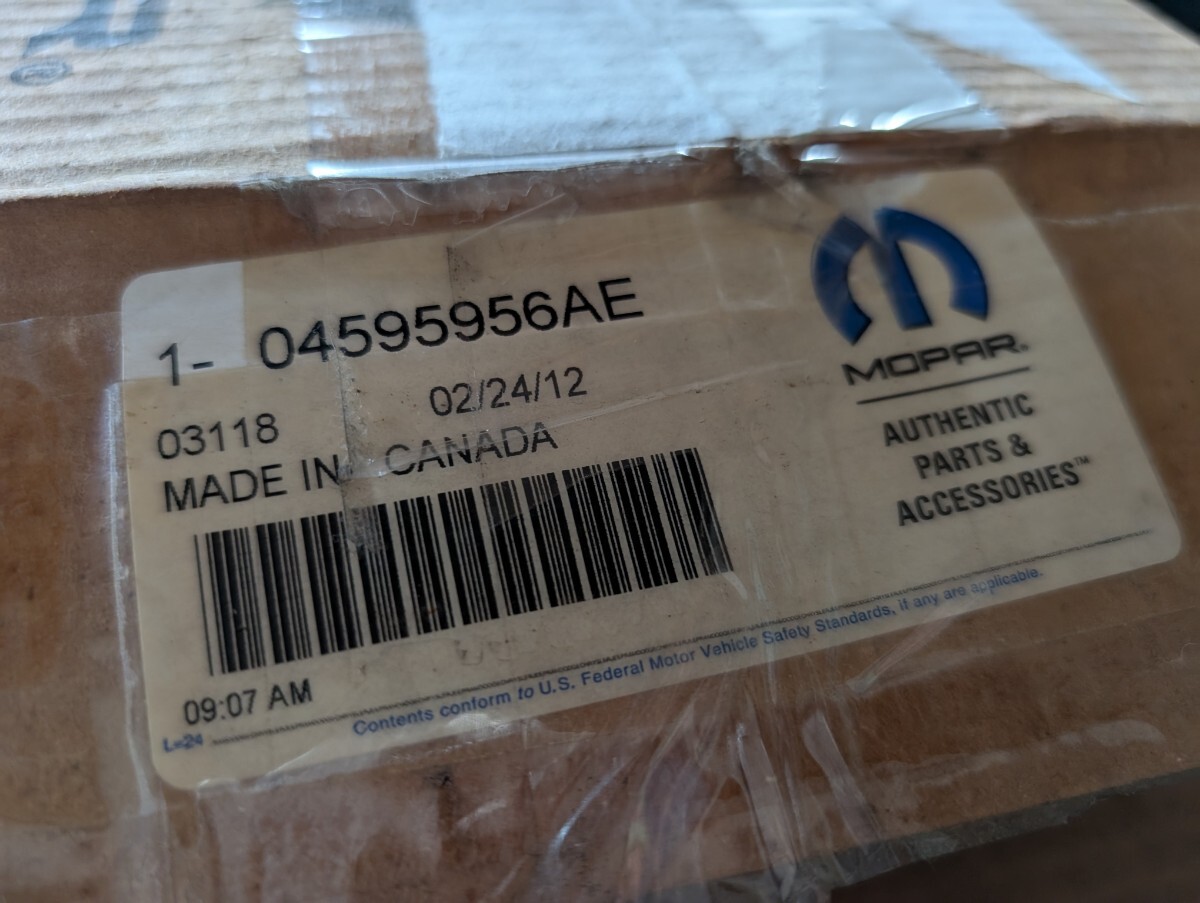 1- 04595956AE
03118
02/24/12
MADE IN CANADA
09:07 AM
L=24
Contents conform to U.S. Federal Motor Vehicle Safety Standards, if any are applicable.
MOPAR®
AUTHENTIC
PARTS &
ACCESSORIES™